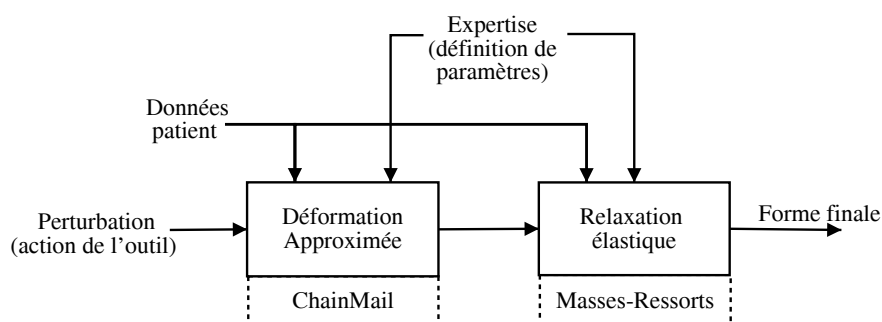 Expertise
(définition de
paramètres)
Données
patient
Perturbation
(action de l'outil)
Déformation
Approximée
Relaxation
élastique
Forme finale
ChainMail
Masses-Ressorts